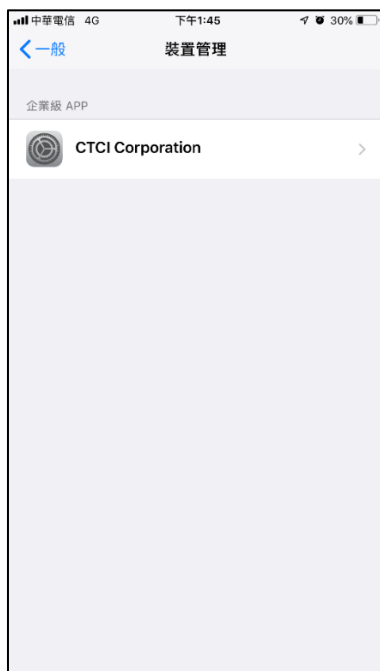 中華電信 4G 下午1:45 30%
一般 裝置管理
企業級 APP
CTCI Corporation